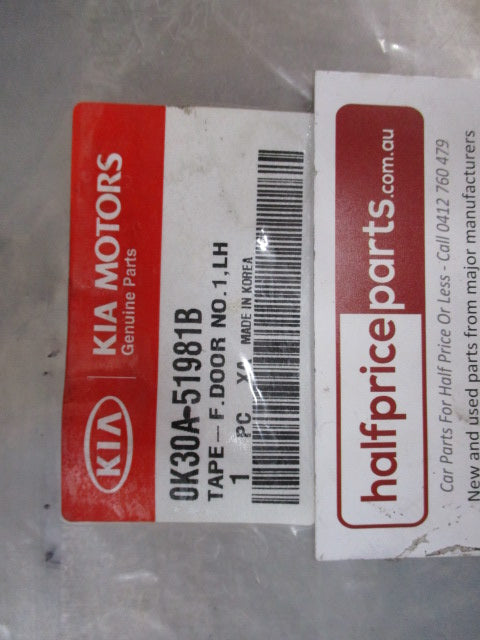 KIA
KIA MOTORS
Genuine Parts
0K30A-51981B
TAPE-F.DOOR NO.1,LH
1 PC
MADE IN KOREA
halfpriceparts.com.au
Car Parts For Half Price Or Less - Call 0412 760 479
New and used parts from major manufacturers